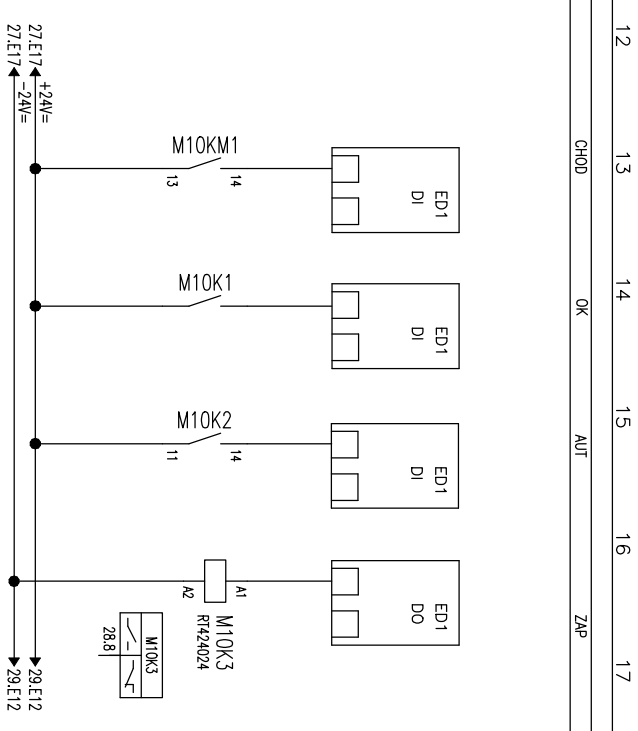 12
13
14
15
16
17
CHOD
OK
AUT
ZAP
ED1
DI
ED1
DI
ED1
DI
ED1
DO
M10KM1
13
14
M10K1
M10K2
11
14
A1
A2
M10K3
RT424024
M10K3
28.8
27.E17
+24V=
29.E12
27.E17
-24V=
29.E12